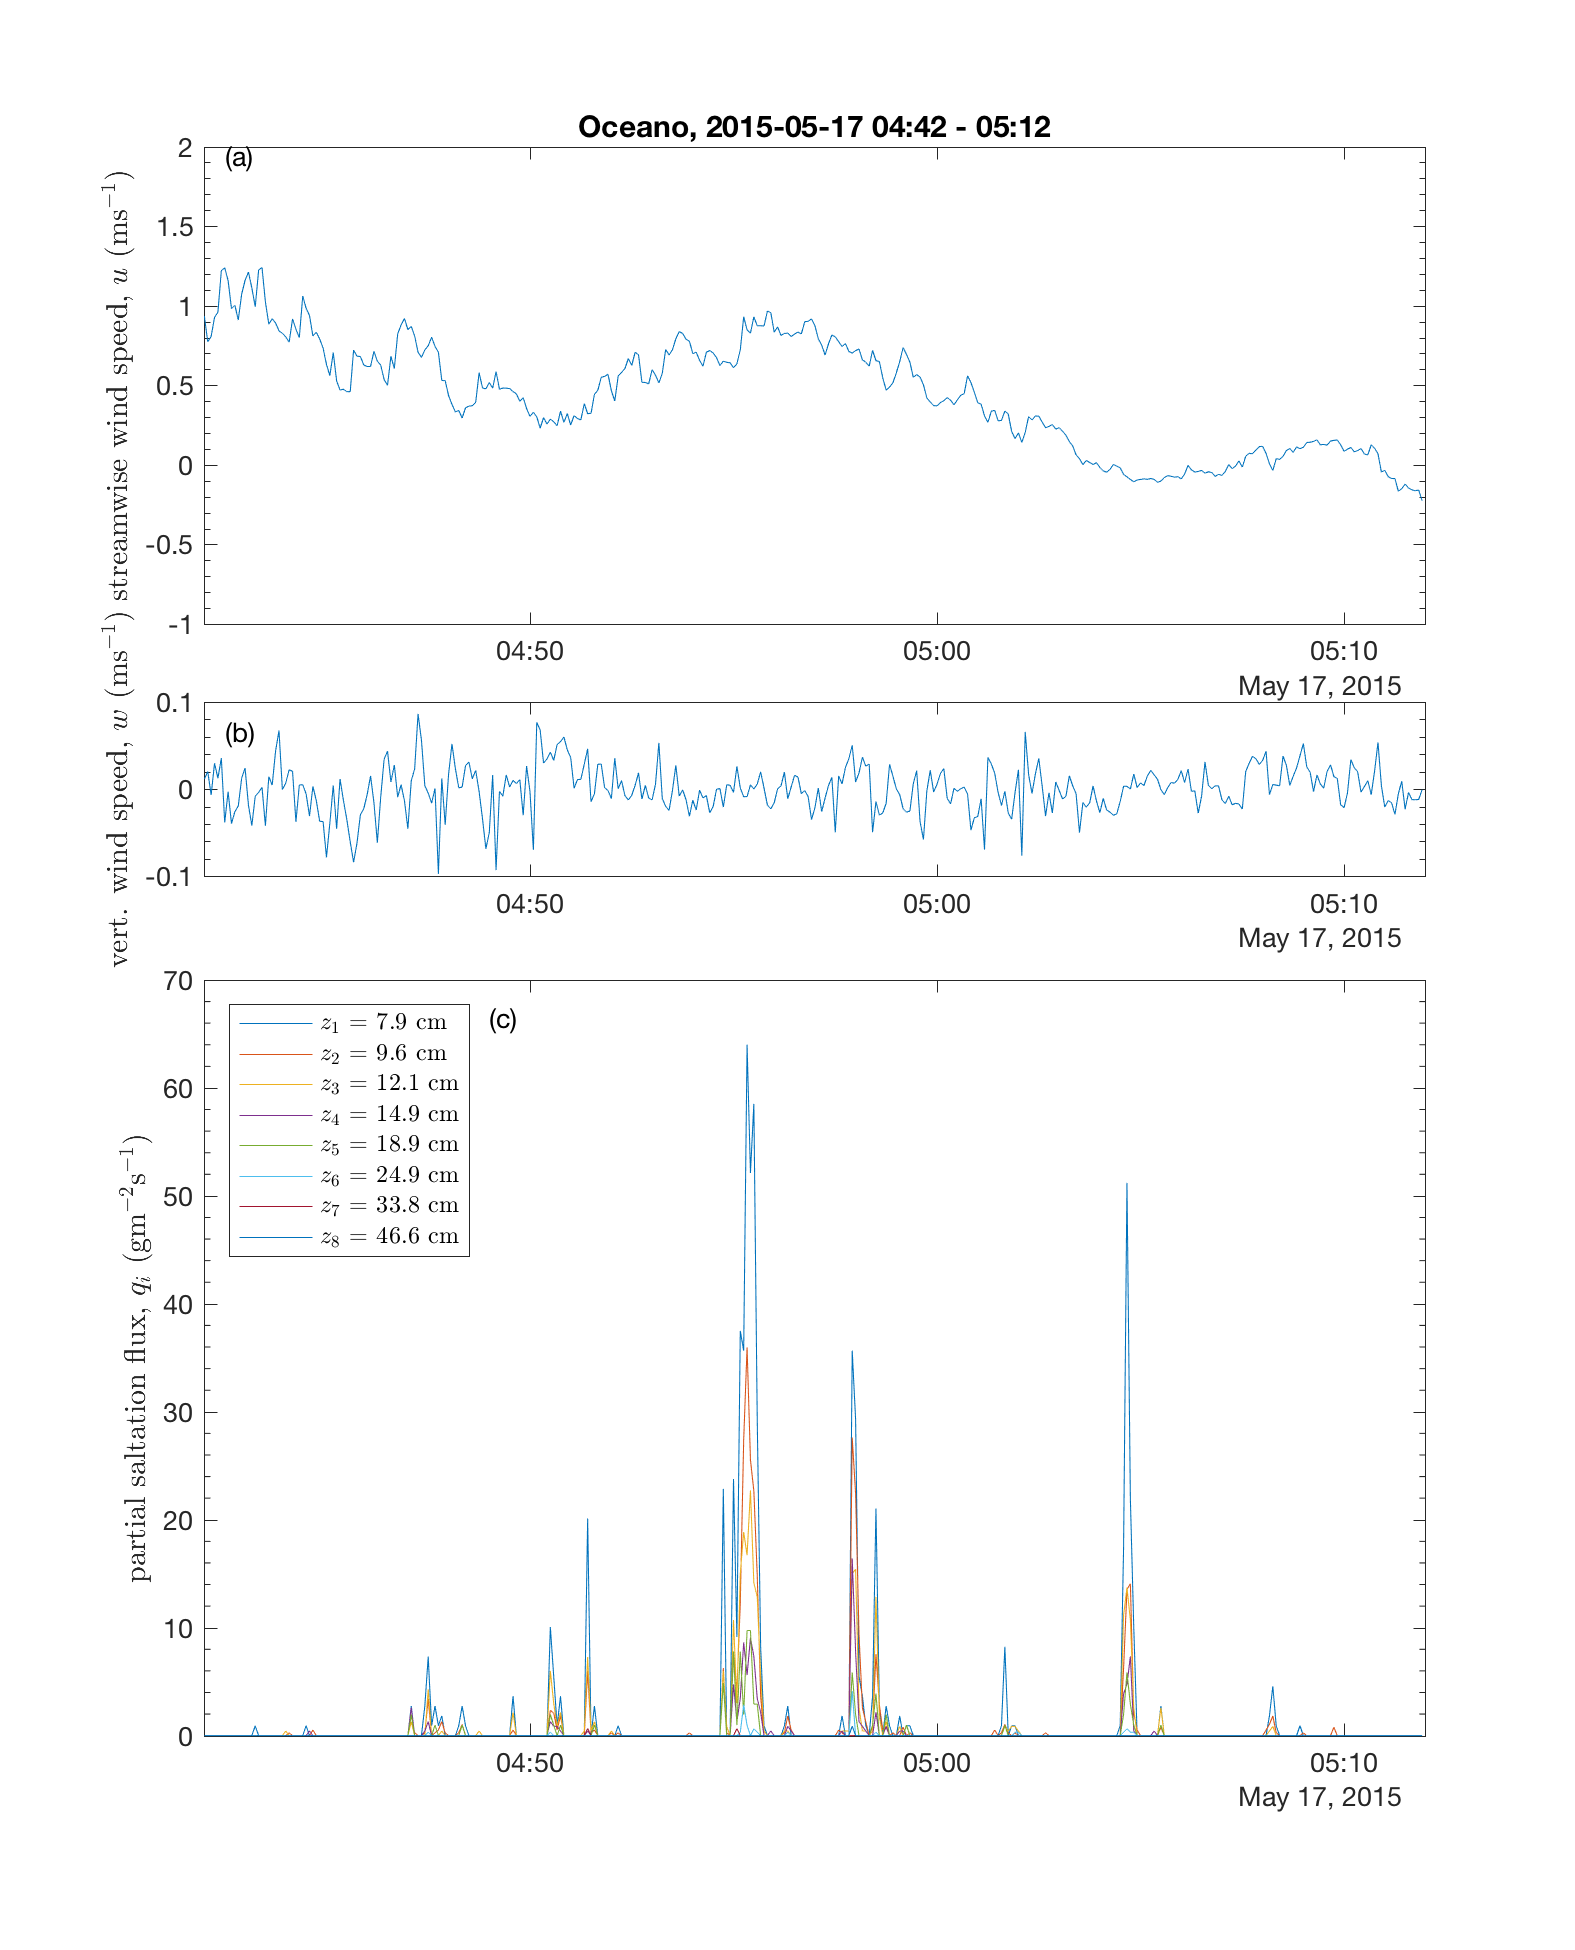 Oceano, 2015-05-17 04:42 - 05:12
(a)
streamwise wind speed, u (ms⁻¹)
2
1.5
1
0.5
0
-0.5
-1
04:50 05:00 05:10
May 17, 2015
(b)
vert. wind speed, w (ms⁻¹)
0.1
0
-0.1
04:50 05:00 05:10
May 17, 2015
(c)
partial saltation flux, qᵢ (gm⁻²s⁻¹)
70
60
50
40
30
20
10
0
z₁ = 7.9 cm
z₂ = 9.6 cm
z₃ = 12.1 cm
z₄ = 14.9 cm
z₅ = 18.9 cm
z₆ = 24.9 cm
z₇ = 33.8 cm
z₈ = 46.6 cm
04:50 05:00 05:10
May 17, 2015